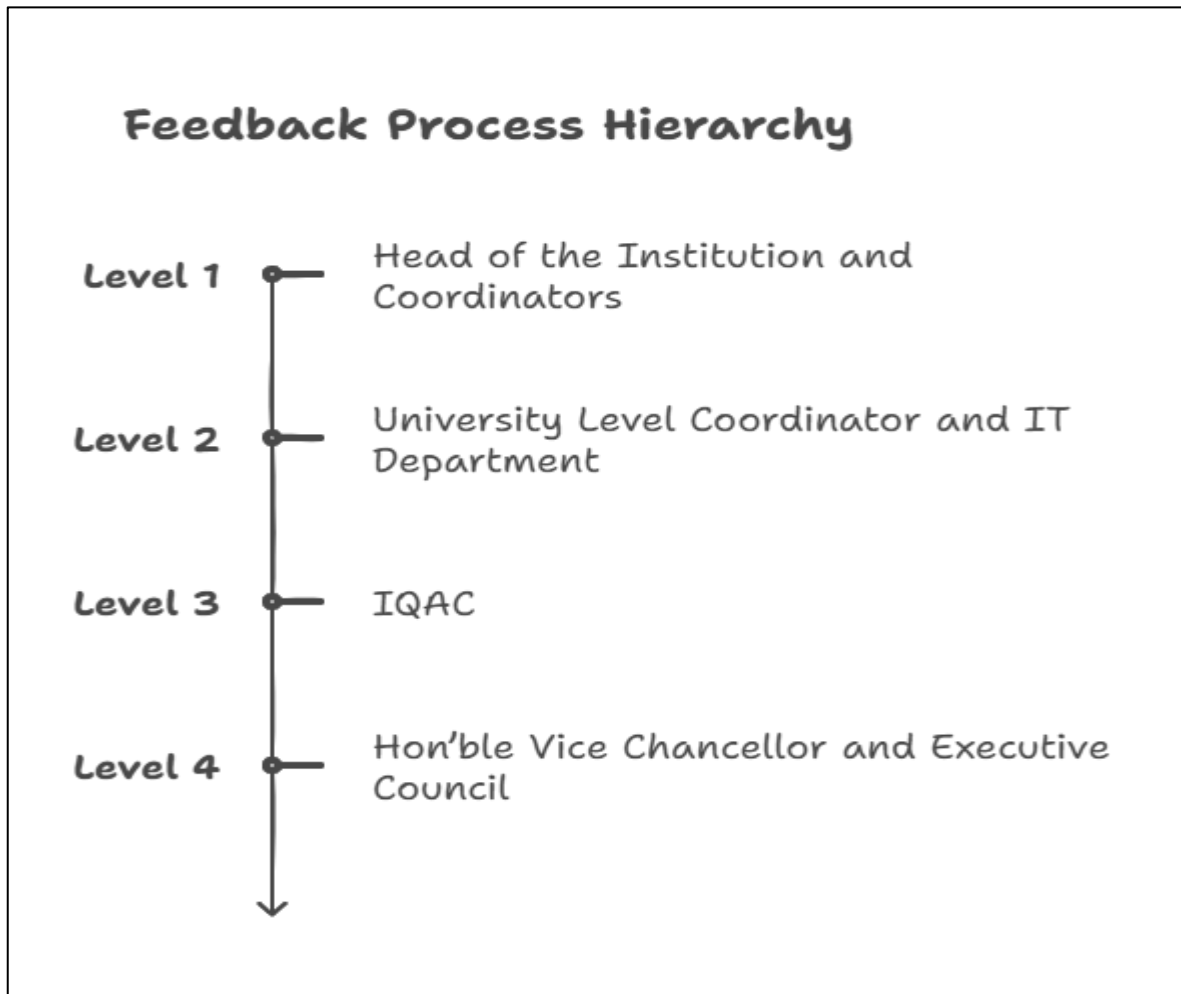 Feedback Process Hierarchy
Level 1
Head of the Institution and
Coordinators
Level 2
University Level Coordinator and IT
Department
Level 3
IQAC
Level 4
Hon'ble Vice Chancellor and Executive
Council